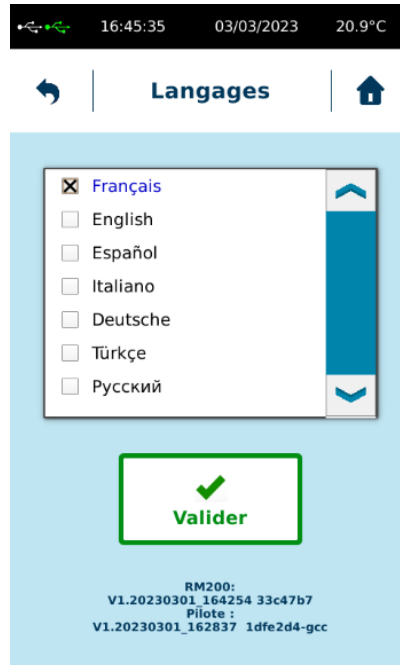 16:45:35 03/03/2023 20.9°C
Langages
Français
English
Español
Italiano
Deutsche
Türkçe
Русский
Valider
RM200:
V1.20230301_164254 33c47b7
Pilote :
V1.20230301_162837 1dfe2d4-gcc